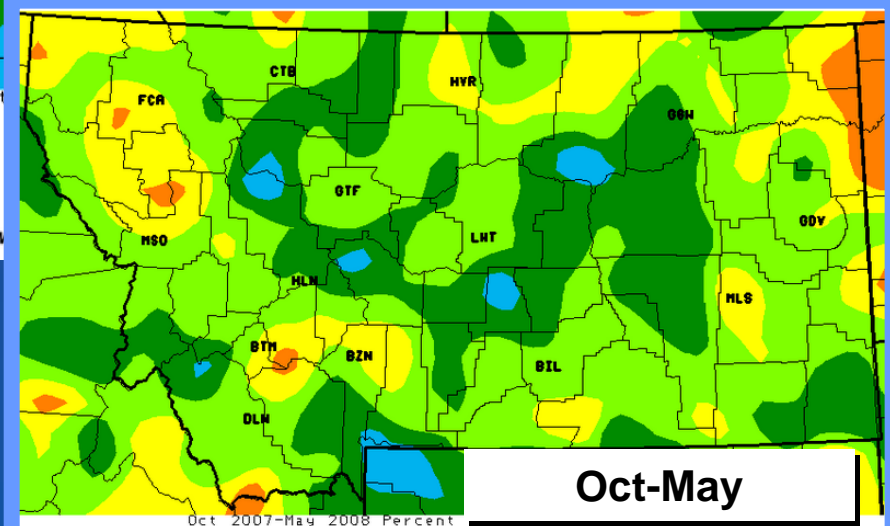 CTB
HVR
FCA
GGW
GTF
GDV
LWT
MSO
HLN
MLS
BTM
BZN
BIL
DLN
Oct-May
Oct 2007-May 2008 Percent